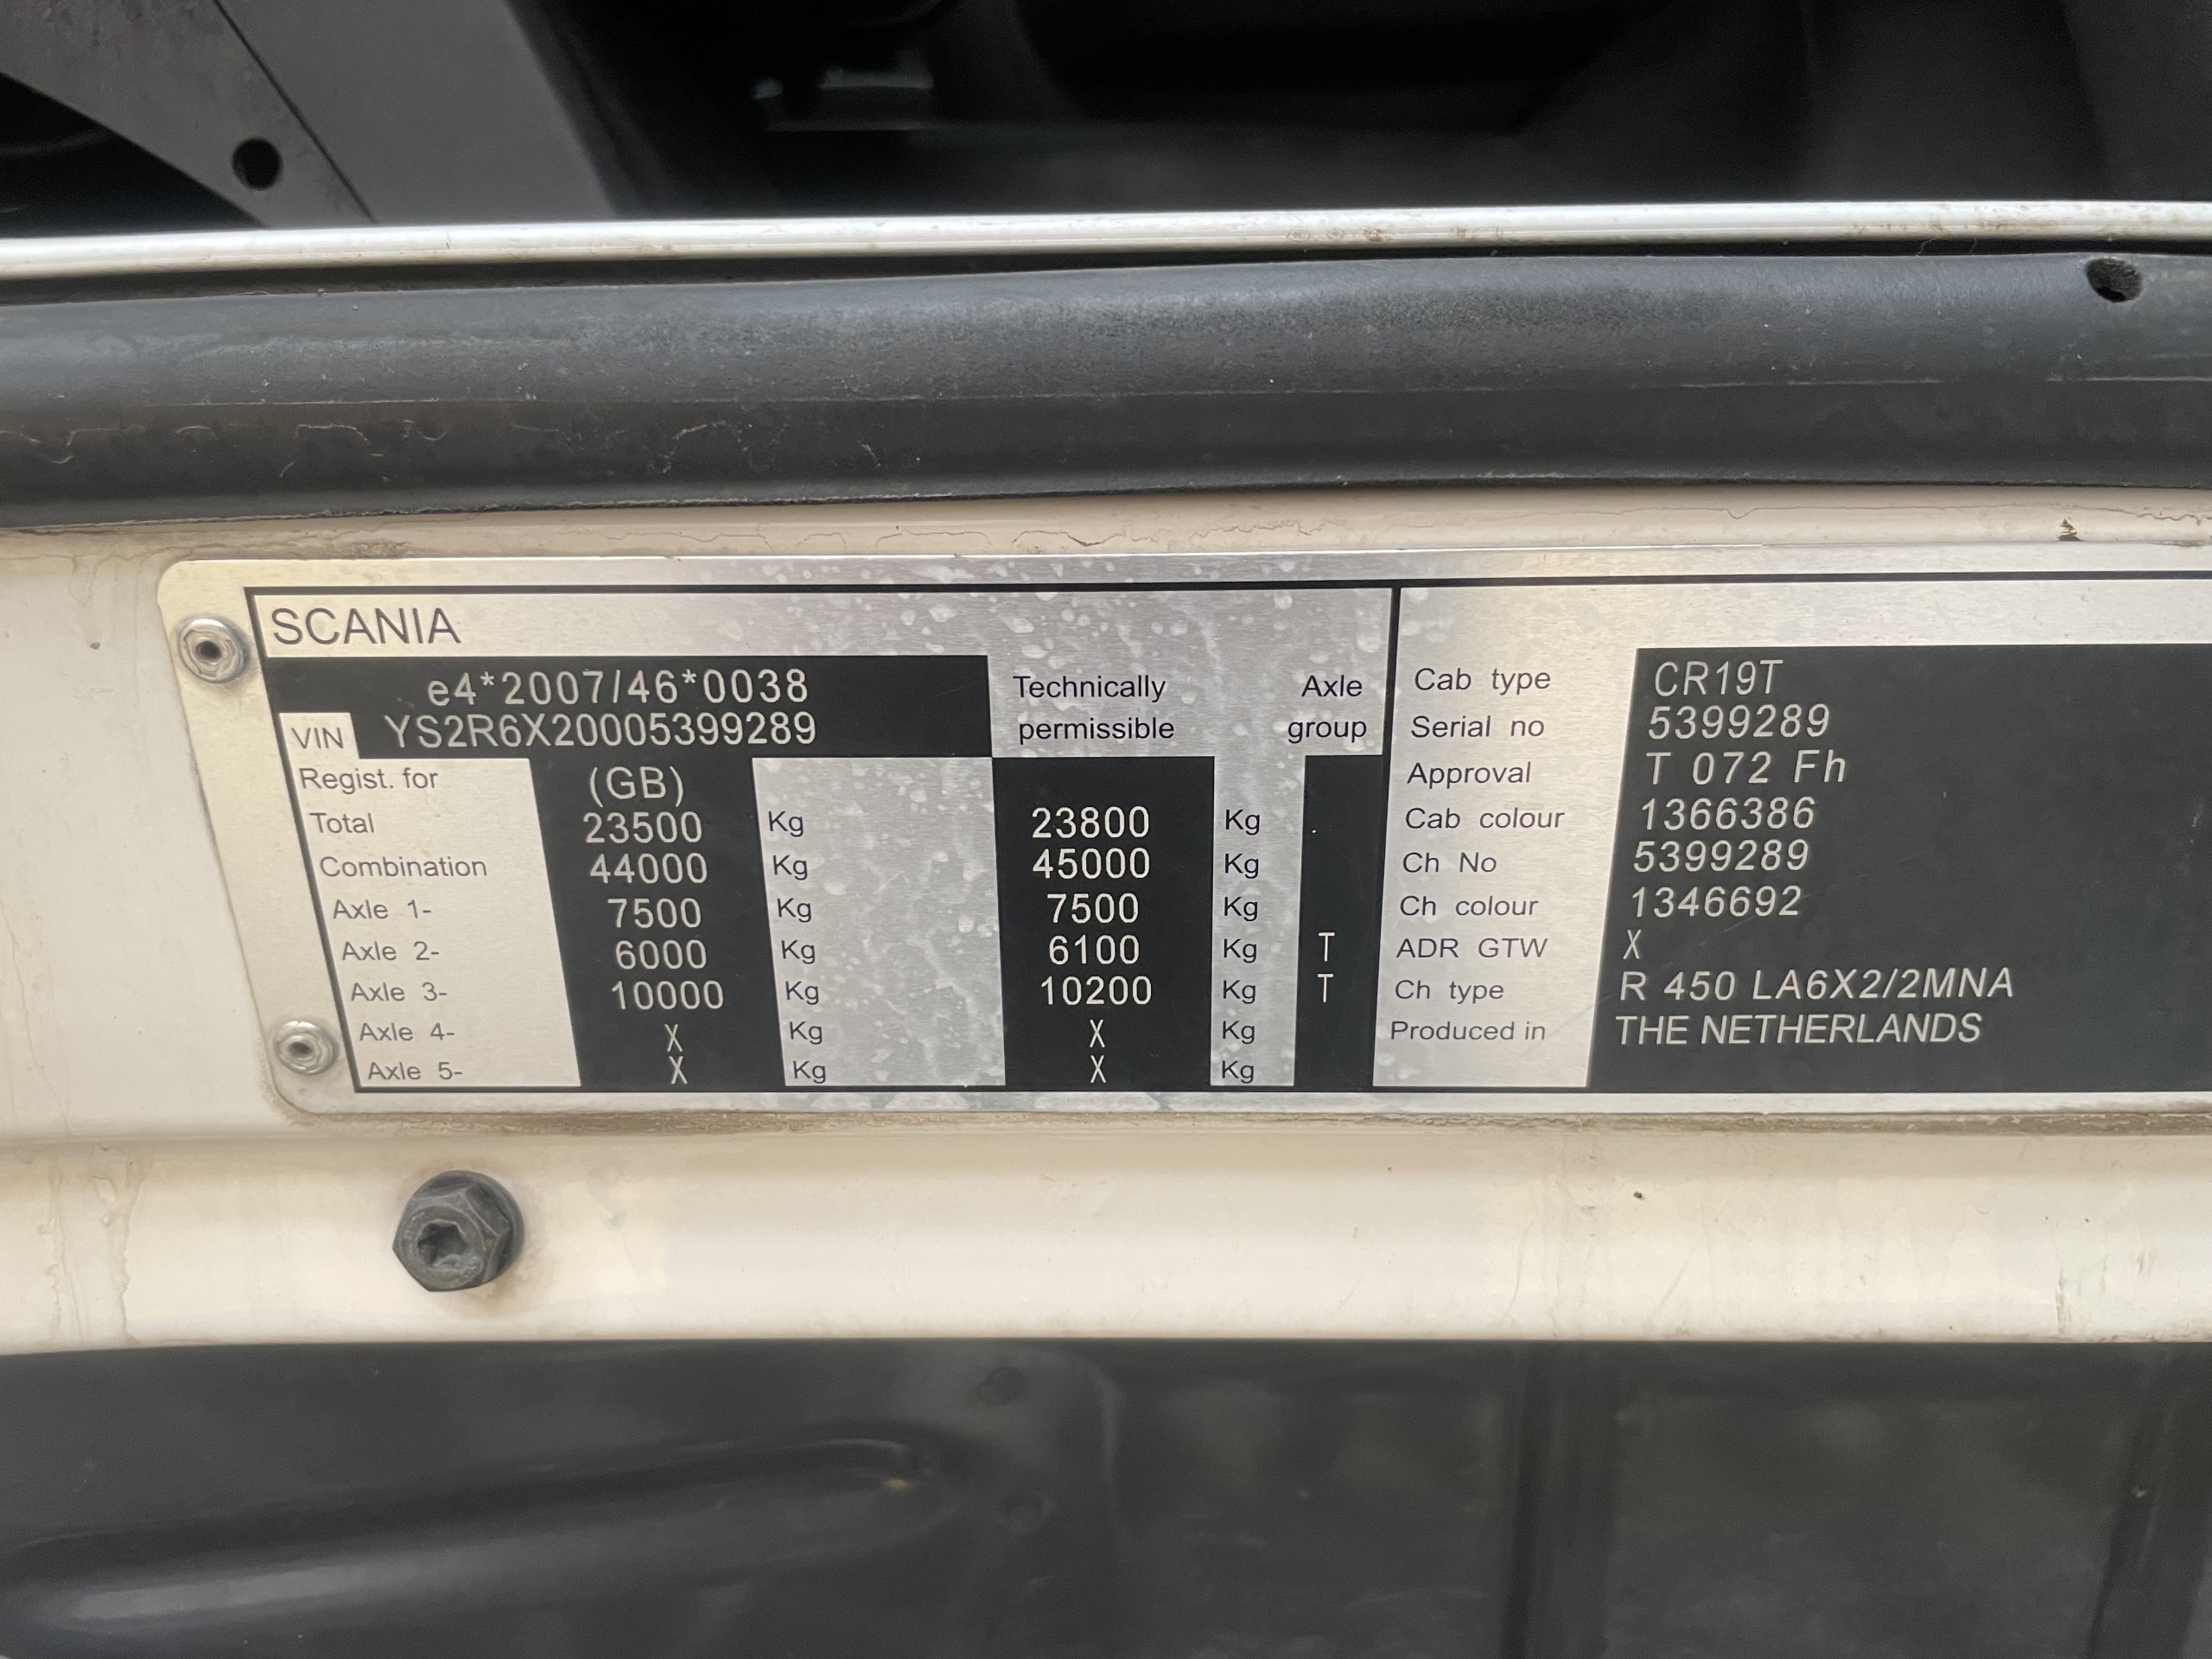 SCANIA
e4*2007/46*0038
VIN YS2R6X20005399289
Technically permissible
Axle group
Regist. for (GB)
Total 23500 Kg 23800 Kg
Combination 44000 Kg 45000 Kg
Axle 1- 7500 Kg 7500 Kg
Axle 2- 6000 Kg 6100 Kg T
Axle 3- 10000 Kg 10200 Kg T
Axle 4- X Kg X Kg
Axle 5- X Kg X Kg
Cab type CR19T
Serial no 5399289
Approval T 072 Fh
Cab colour 1366386
Ch No 5399289
Ch colour 1346692
ADR GTW X
Ch type R 450 LA6X2/2MNA
Produced in THE NETHERLANDS